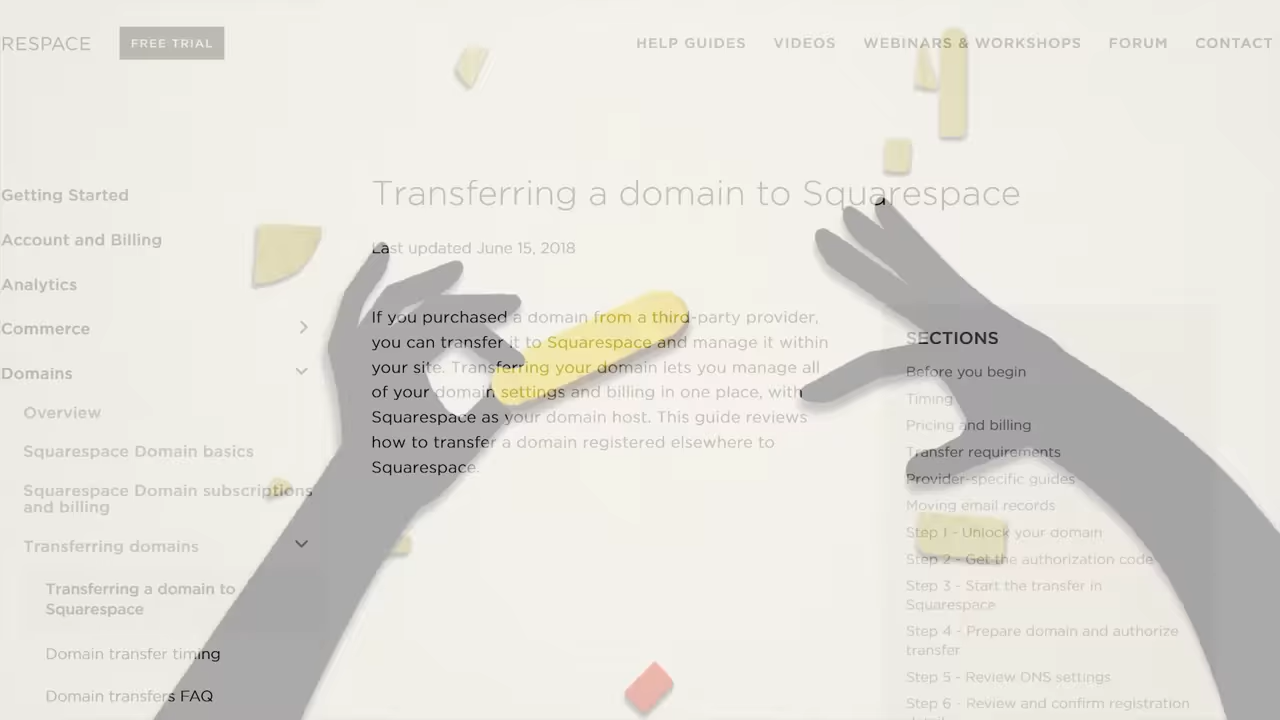 RESPACE
FREE TRIAL
HELP GUIDES
VIDEOS
WEBINARS & WORKSHOPS
FORUM
CONTACT
Getting Started
Account and Billing
Analytics
Commerce
Domains
Overview
Squarespace Domain basics
Squarespace Domain subscriptions
and billing
Transferring domains
Transferring a domain to
Squarespace
Domain transfer timing
Domain transfers FAQ
Transferring a domain to Squarespace
Last updated June 15, 2018
If you purchased a domain from a third-party provider,
you can transfer it to Squarespace and manage it within
your site. Transferring your domain lets you manage all
of your domain settings and billing in one place, with
Squarespace as your domain host. This guide reviews
how to transfer a domain registered elsewhere to
Squarespace.
SECTIONS
Before you begin
Timing
Pricing and billing
Transfer requirements
Provider-specific guides
Moving email records
Step 1 - Unlock your domain
Step 2 - Get the authorization code
Step 3 - Start the transfer in
Squarespace
Step 4 - Prepare domain and authorize
transfer
Step 5 - Review DNS settings
Step 6 - Review and confirm registration